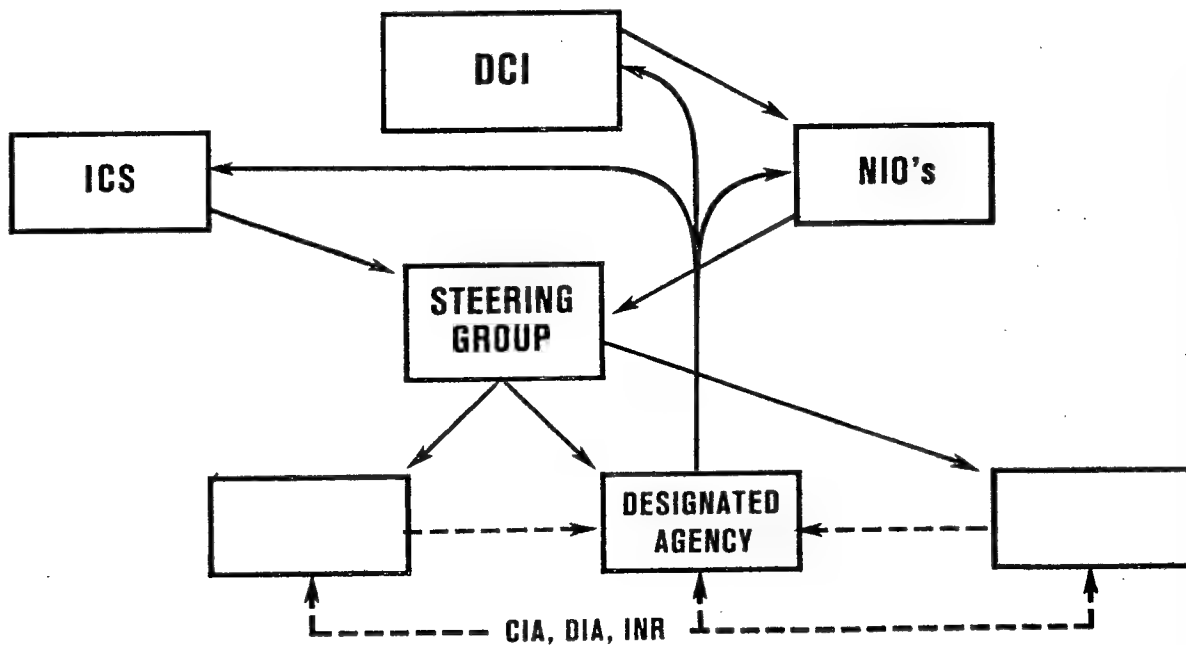 DCI
ICS
NIO's
STEERING
GROUP
DESIGNATED
AGENCY
CIA, DIA, INR